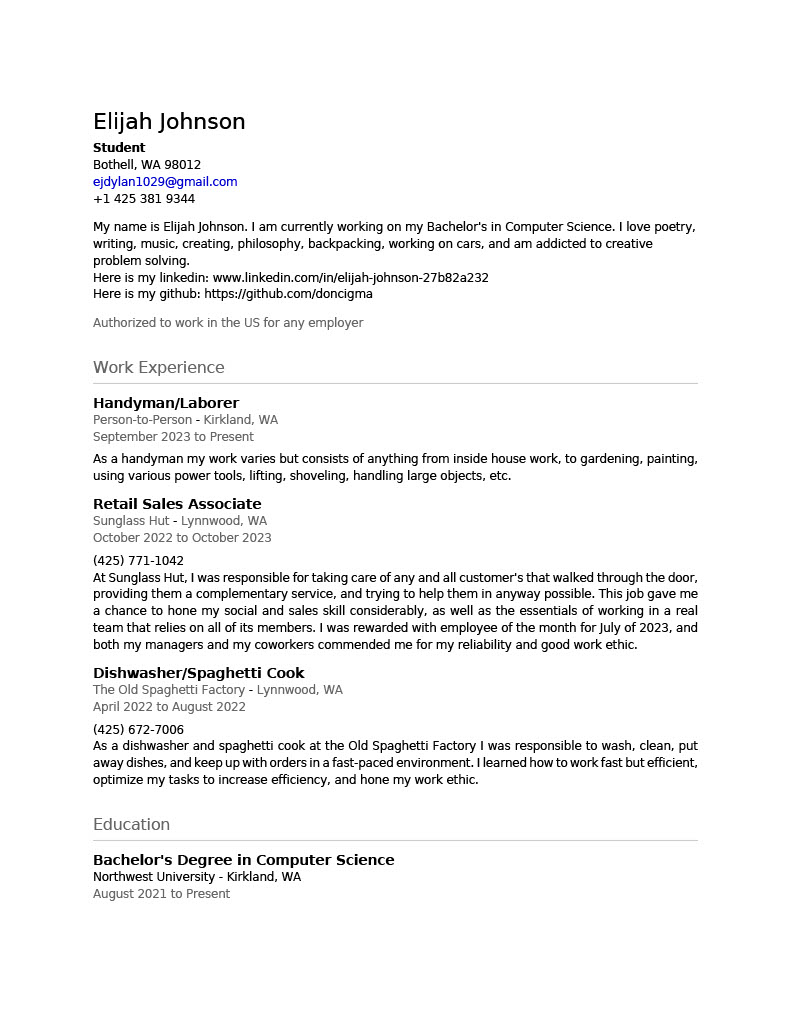 Elijah Johnson
Student
Bothell, WA 98012
ejdylan1029@gmail.com
+1 425 381 9344
My name is Elijah Johnson. I am currently working on my Bachelor's in Computer Science. I love poetry,
writing, music, creating, philosophy, backpacking, working on cars, and am addicted to creative
problem solving.
Here is my linkedin: www.linkedin.com/in/elijah-johnson-27b82a232
Here is my github: https://github.com/doncigma
Authorized to work in the US for any employer
Work Experience
Handyman/Laborer
Person-to-Person - Kirkland, WA
September 2023 to Present
As a handyman my work varies but consists of anything from inside house work, to gardening, painting,
using various power tools, lifting, shoveling, handling large objects, etc.
Retail Sales Associate
Sunglass Hut - Lynnwood, WA
October 2022 to October 2023
(425) 771-1042
At Sunglass Hut, I was responsible for taking care of any and all customer's that walked through the door,
providing them a complementary service, and trying to help them in anyway possible. This job gave me
a chance to hone my social and sales skill considerably, as well as the essentials of working in a real
team that relies on all of its members. I was rewarded with employee of the month for July of 2023, and
both my managers and my coworkers commended me for my reliability and good work ethic.
Dishwasher/Spaghetti Cook
The Old Spaghetti Factory - Lynnwood, WA
April 2022 to August 2022
(425) 672-7006
As a dishwasher and spaghetti cook at the Old Spaghetti Factory I was responsible to wash, clean, put
away dishes, and keep up with orders in a fast-paced environment. I learned how to work fast but efficient,
optimize my tasks to increase efficiency, and hone my work ethic.
Education
Bachelor's Degree in Computer Science
Northwest University - Kirkland, WA
August 2021 to Present